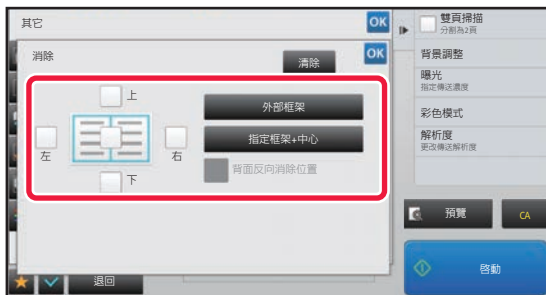 其它
OK
消除
清除
OK
上
左
右
下
外部框架
指定框架+中心
背面反向消除位置
退回
雙頁掃描
分割為2頁
背景調整
曝光
指定傳送濃度
彩色模式
解析度
更改傳送解析度
預覽
CA
啓動